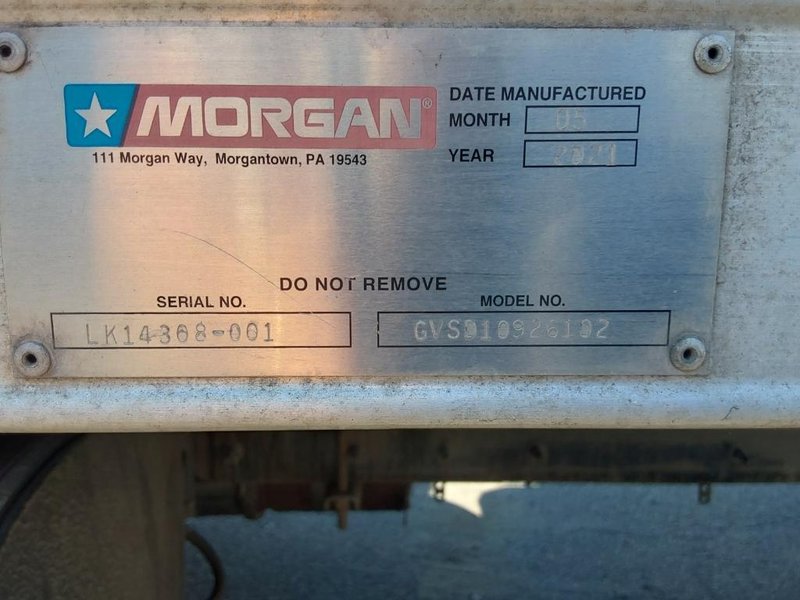 MORGAN®
111 Morgan Way, Morgantown, PA 19543
DATE MANUFACTURED
MONTH 05
YEAR 2021
DO NOT REMOVE
SERIAL NO.
LK14308-001
MODEL NO.
GVSD10926102